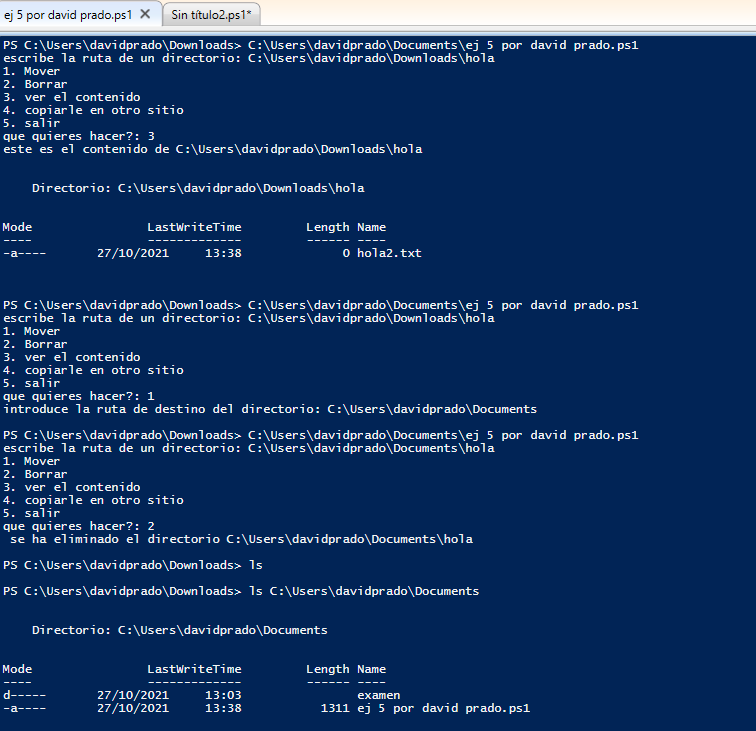 ej 5 por david prado.ps1 X Sin título2.ps1*
PS C:\Users\davidprado\Downloads> C:\Users\davidprado\Documents\ej 5 por david prado.ps1
escribe la ruta de un directorio: C:\Users\davidprado\Downloads\hola
1. Mover
2. Borrar
3. ver el contenido
4. copiarle en otro sitio
5. salir
que quieres hacer?: 3
este es el contenido de C:\Users\davidprado\Downloads\hola
Directorio: C:\Users\davidprado\Downloads\hola
Mode LastWriteTime Length Name
---- ------------- ------ ----
-a---- 27/10/2021 13:38 0 hola2.txt
PS C:\Users\davidprado\Downloads> C:\Users\davidprado\Documents\ej 5 por david prado.ps1
escribe la ruta de un directorio: C:\Users\davidprado\Downloads\hola
1. Mover
2. Borrar
3. ver el contenido
4. copiarle en otro sitio
5. salir
que quieres hacer?: 1
introduce la ruta de destino del directorio: C:\Users\davidprado\Documents
PS C:\Users\davidprado\Downloads> C:\Users\davidprado\Documents\ej 5 por david prado.ps1
escribe la ruta de un directorio: C:\Users\davidprado\Documents\hola
1. Mover
2. Borrar
3. ver el contenido
4. copiarle en otro sitio
5. salir
que quieres hacer?: 2
se ha eliminado el directorio C:\Users\davidprado\Documents\hola
PS C:\Users\davidprado\Downloads> ls
PS C:\Users\davidprado\Downloads> ls C:\Users\davidprado\Documents
Directorio: C:\Users\davidprado\Documents
Mode LastWriteTime Length Name
---- ------------- ------ ----
d----- 27/10/2021 13:03 examen
-a---- 27/10/2021 13:38 1311 ej 5 por david prado.ps1